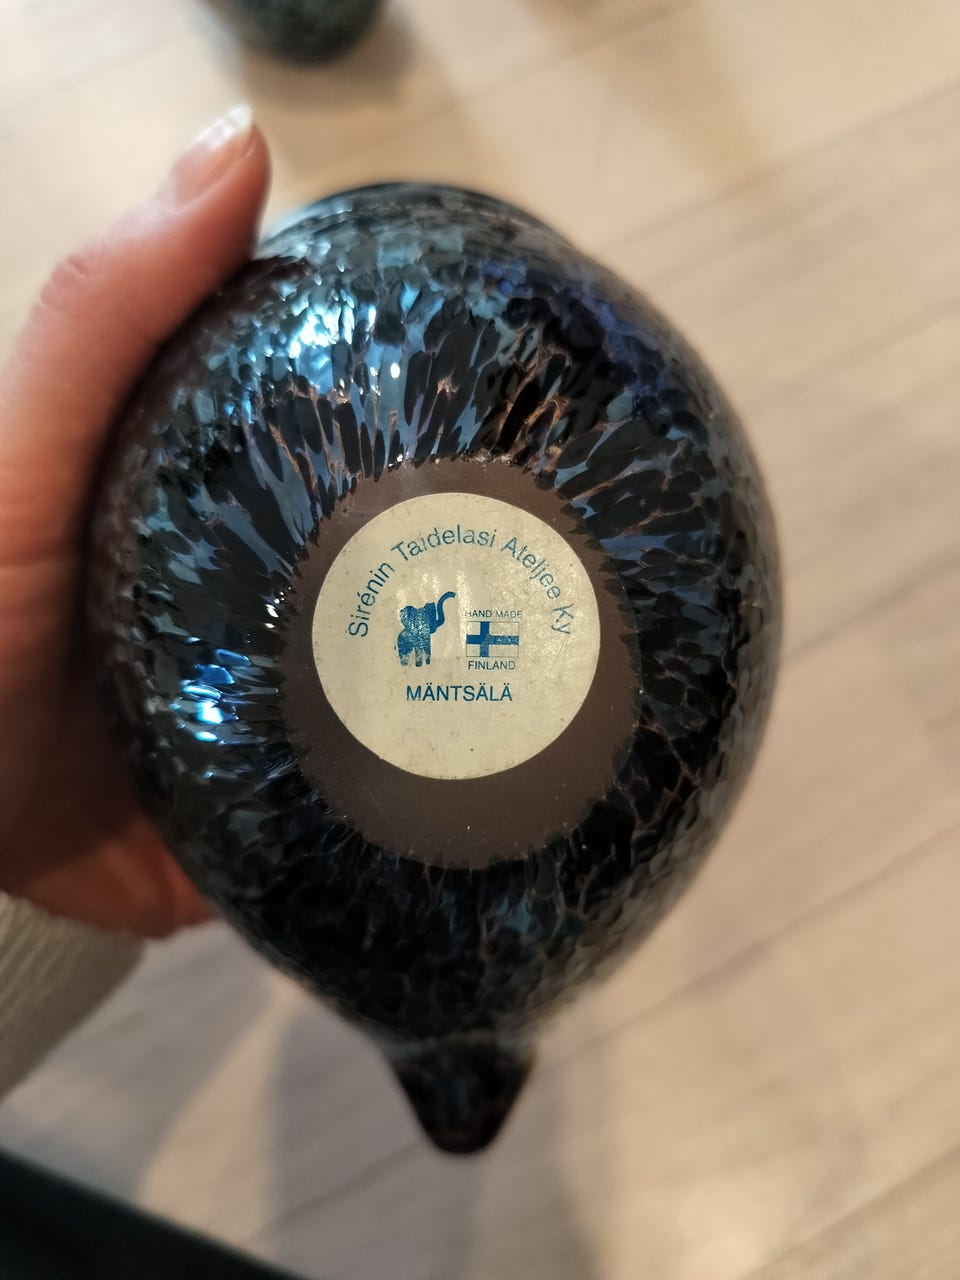 Sirénin Taidelasi Ateljee Ky
HAND MADE
FINLAND
MÄNTSÄLÄ